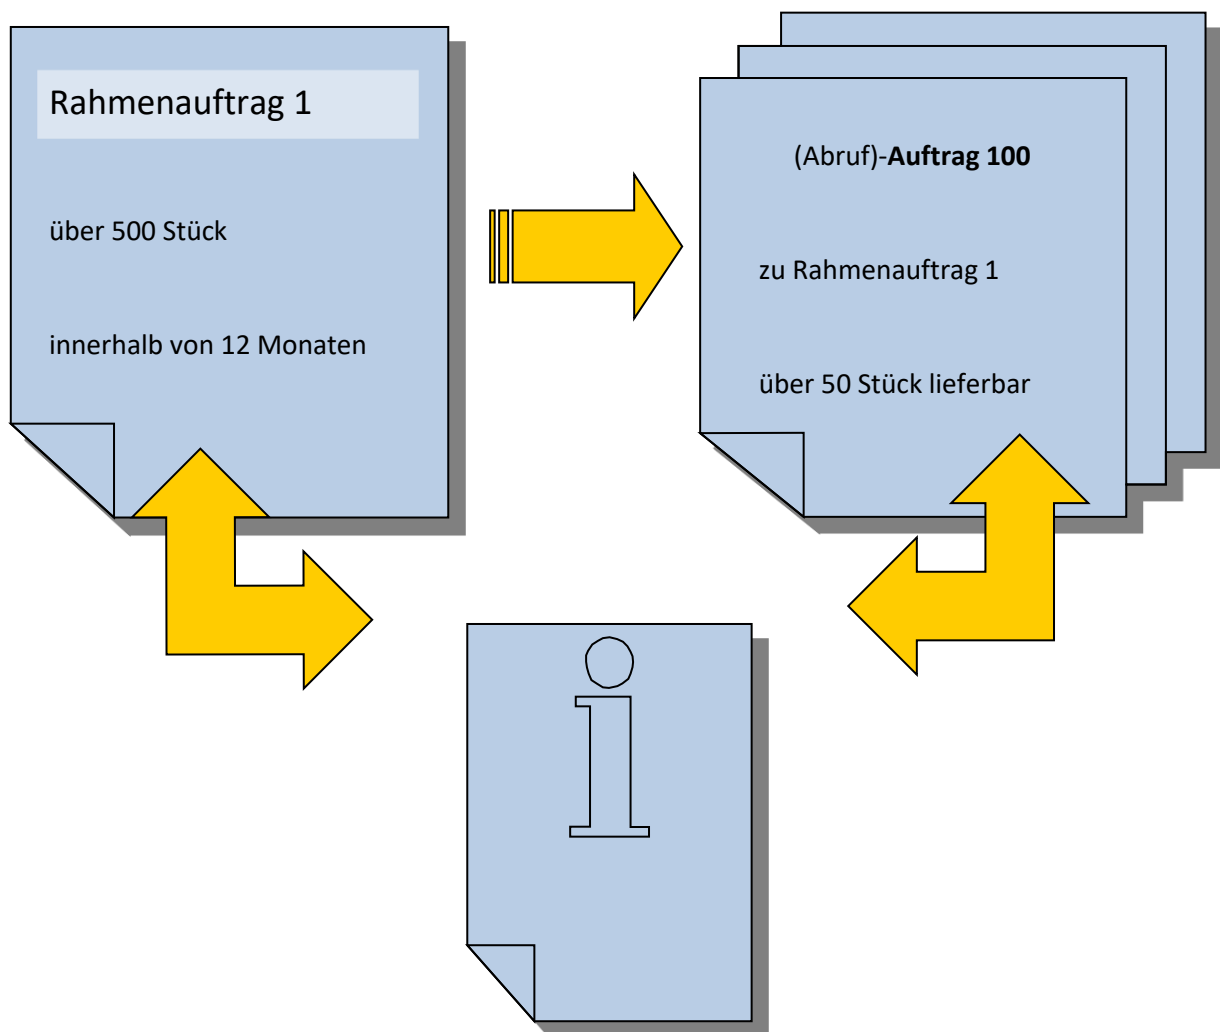 Rahmenauftrag 1
über 500 Stück
innerhalb von 12 Monaten
(Abruf)-Auftrag 100
zu Rahmenauftrag 1
über 50 Stück lieferbar
i